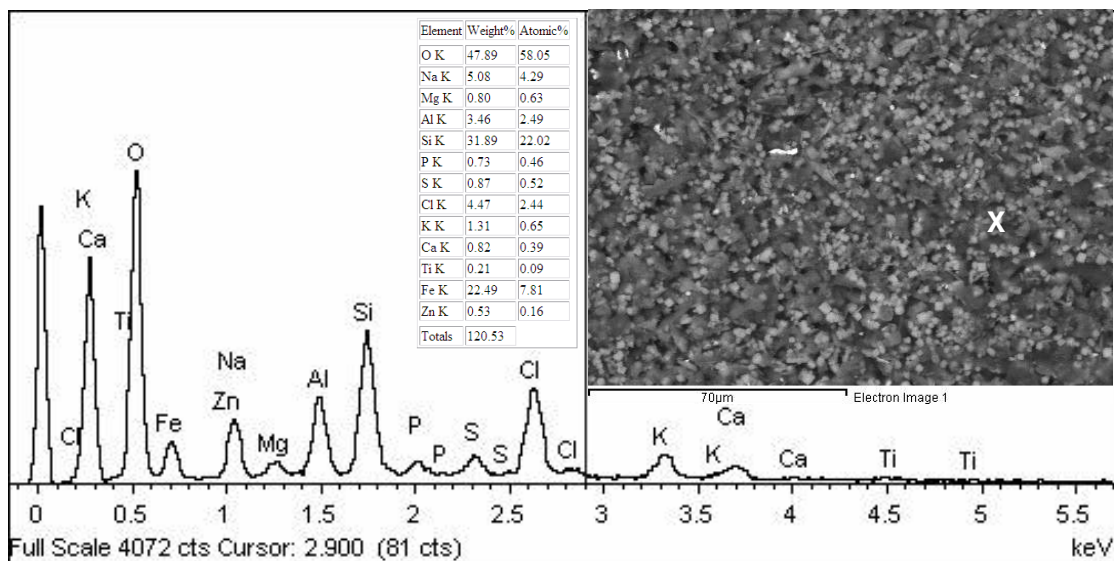 Element Weight% Atomic%
O K 47.89 58.05
Na K 5.08 4.29
Mg K 0.80 0.63
Al K 3.46 2.49
Si K 31.89 22.02
P K 0.73 0.46
S K 0.87 0.52
Cl K 4.47 2.44
K K 1.31 0.65
Ca K 0.82 0.39
Ti K 0.21 0.09
Fe K 22.49 7.81
Zn K 0.53 0.16
Totals 120.53
X
70µm Electron Image 1
O
K
Ca
Ti
Si
Na
Al
Cl
Zn
Fe
Cl
Mg
P
P
S
S
Cl
K
K
Ca
Ca
Ti
Ti
0 0.5 1 1.5 2 2.5 3 3.5 4 4.5 5 5.5
Full Scale 4072 cts Cursor: 2.900 (81 cts) keV